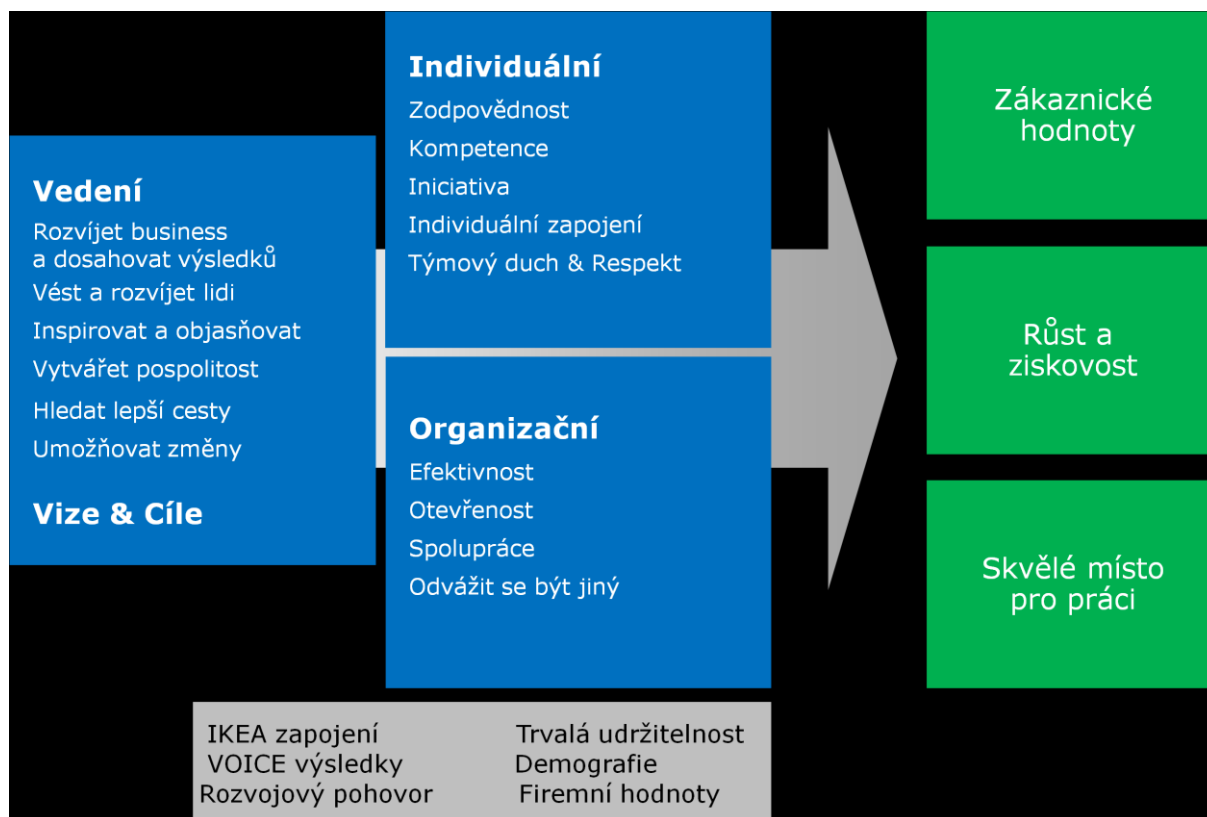 Vedení
Rozvíjet business
a dosahovat výsledků
Vést a rozvíjet lidi
Inspirovat a objasňovat
Vytvářet pospolitost
Hledat lepší cesty
Umožňovat změny
Vize & Cíle
Individuální
Zodpovědnost
Kompetence
Iniciativa
Individuální zapojení
Týmový duch & Respekt
Organizační
Efektivnost
Otevřenost
Spolupráce
Odvážit se být jiný
Zákaznické
hodnoty
Růst a
ziskovost
Skvělé místo
pro práci
IKEA zapojení
VOICE výsledky
Rozvojový pohovor
Trvalá udržitelnost
Demografie
Firemní hodnoty